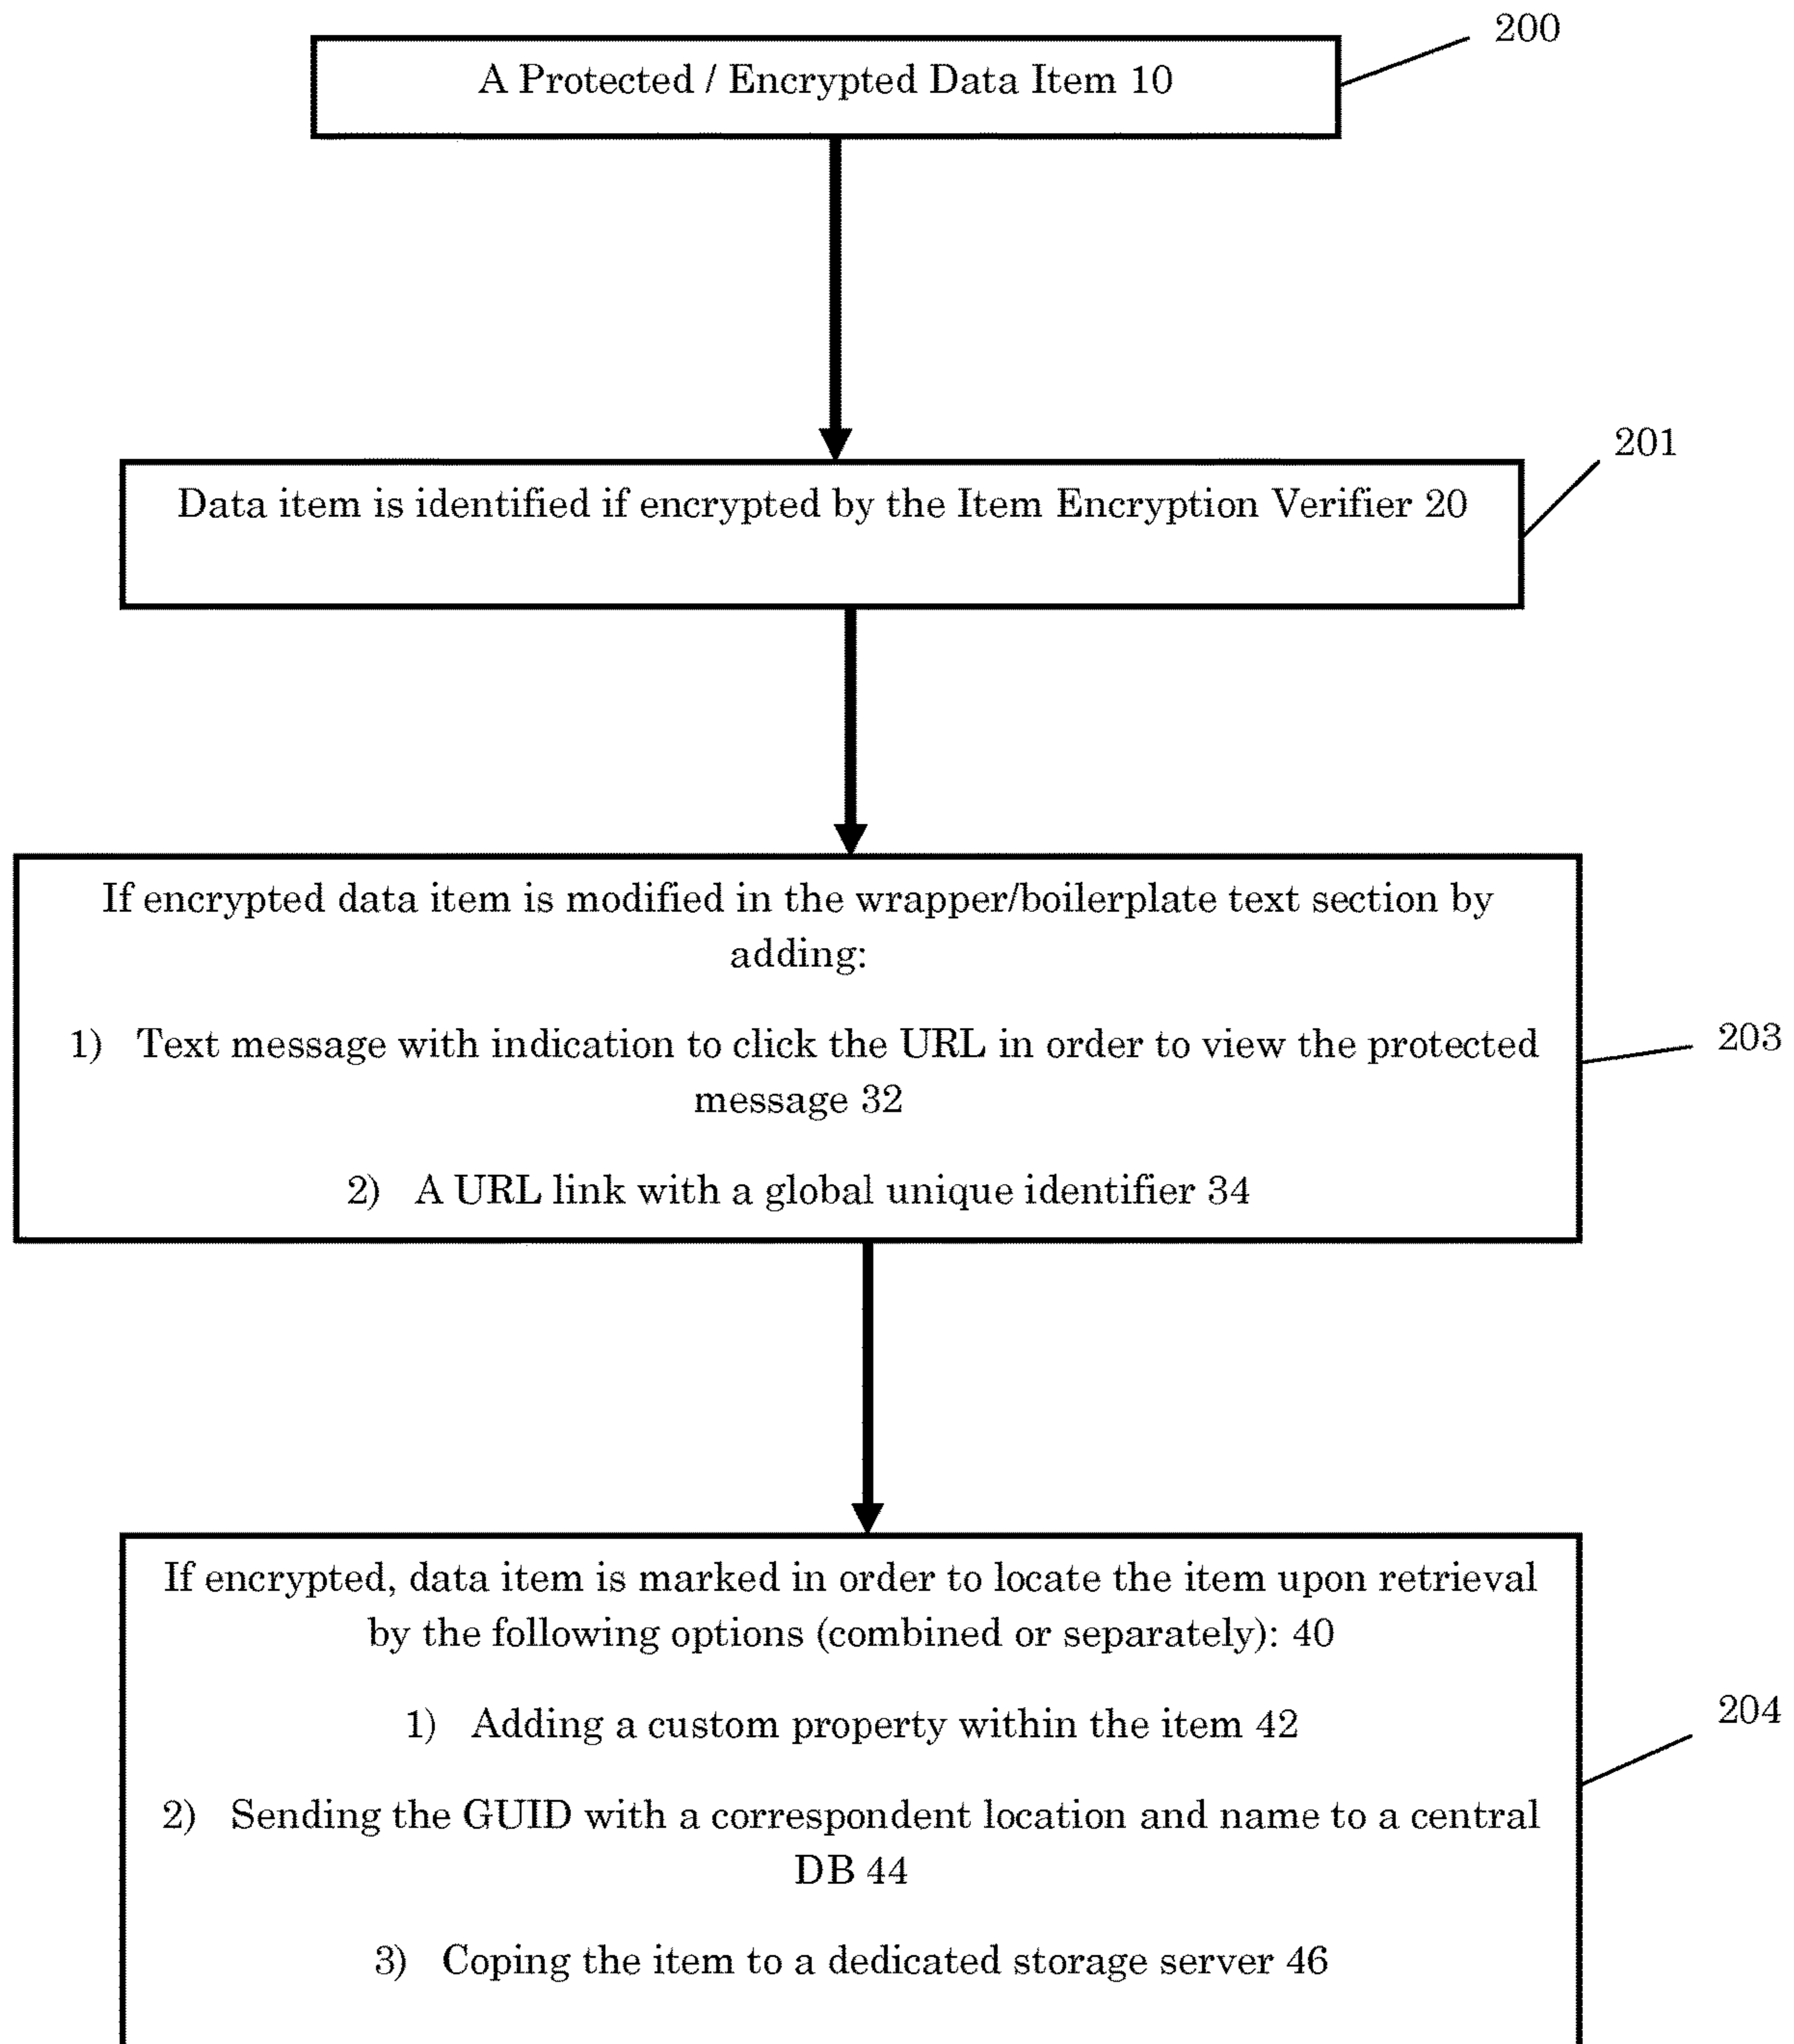 200
A Protected / Encrypted Data Item 10
201
Data item is identified if encrypted by the Item Encryption Verifier 20
If encrypted data item is modified in the wrapper/boilerplate text section by
adding:
1) Text message with indication to click the URL in order to view the protected
message 32
203
2) A URL link with a global unique identifier 34
If encrypted, data item is marked in order to locate the item upon retrieval
by the following options (combined or separately): 40
1) Adding a custom property within the item 42
204
2) Sending the GUID with a correspondent location and name to a central
DB 44
3) Coping the item to a dedicated storage server 46